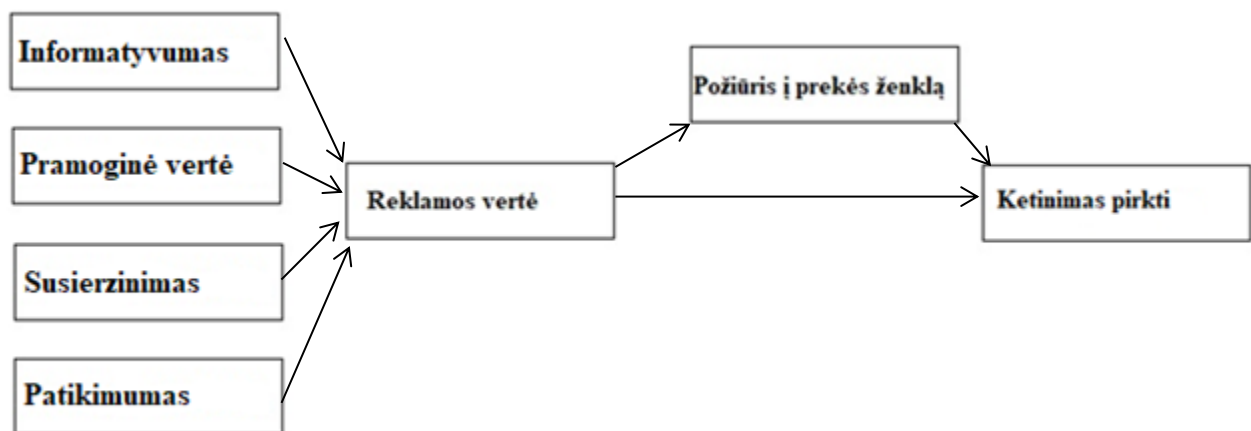 Informatyvumas
Pramoginė vertė
Susierzinimas
Patikimumas
Reklamos vertė
Požiūris į prekės ženklą
Ketinimas pirkti